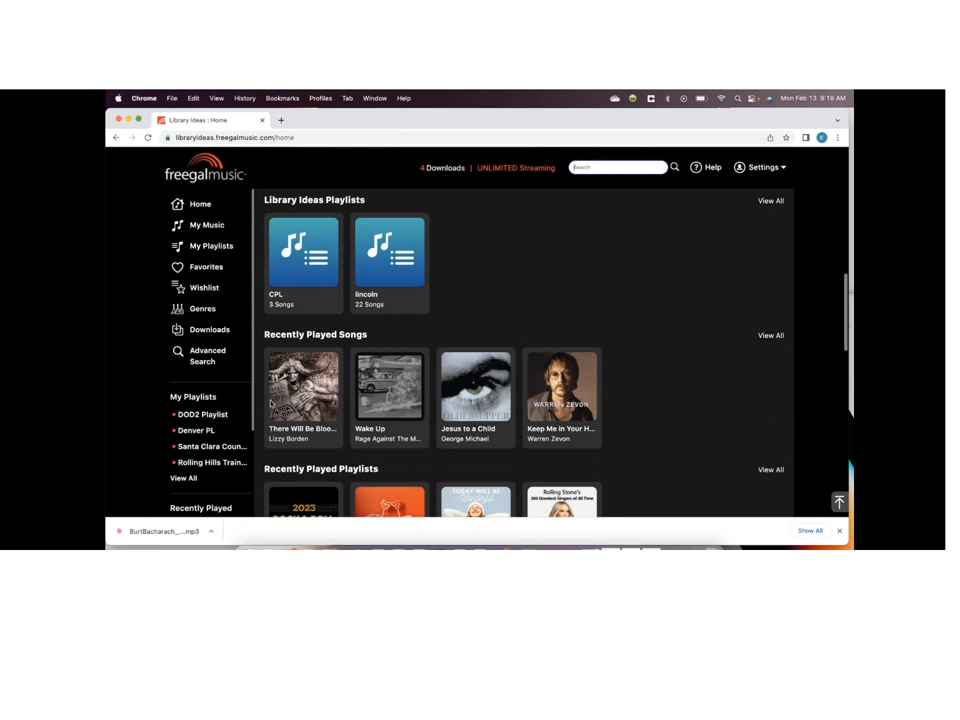 Chrome File Edit View History Bookmarks Profiles Tab Window Help Mon Feb 13 9:18 AM
Library Ideas : Home
libraryideas.freegalmusic.com/home
freegalmusic
4 Downloads | UNLIMITED Streaming Search Help Settings
Home
My Music
My Playlists
Favorites
Wishlist
Genres
Downloads
Advanced
Search
My Playlists
DOD2 Playlist
Denver PL
Santa Clara Coun...
Rolling Hills Train...
View All
Recently Played
Library Ideas Playlists View All
CPL
3 Songs
lincoln
22 Songs
Recently Played Songs View All
There Will Be Bloo...
Lizzy Borden
Wake Up
Rage Against The M...
OLDER UPPER
Jesus to a Child
George Michael
WARREN ZEVON
Keep Me in Your H...
Warren Zevon
Recently Played Playlists View All
2023
TODAY WILL BE
Rolling Stone's
200 Greatest Singers of All Time
BurtBacharach_....mp3 Show All